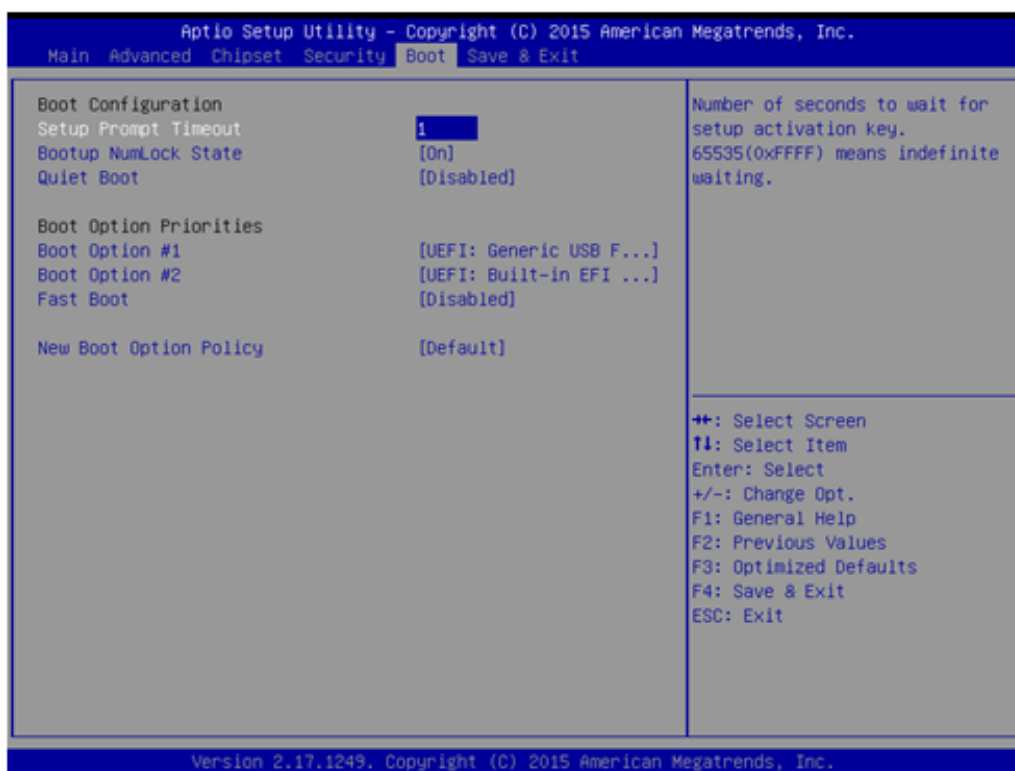 Aptio Setup Utility – Copyright (C) 2015 American Megatrends, Inc.
Main Advanced Chipset Security Boot Save & Exit
Boot Configuration
Setup Prompt Timeout 1
Bootup NumLock State [On]
Quiet Boot [Disabled]
Boot Option Priorities
Boot Option #1 [UEFI: Generic USB F...]
Boot Option #2 [UEFI: Built-in EFI ...]
Fast Boot [Disabled]
New Boot Option Policy [Default]
Number of seconds to wait for
setup activation key.
65535(0xFFFF) means indefinite
waiting.
→←: Select Screen
↑↓: Select Item
Enter: Select
+/-: Change Opt.
F1: General Help
F2: Previous Values
F3: Optimized Defaults
F4: Save & Exit
ESC: Exit
Version 2.17.1249. Copyright (C) 2015 American Megatrends, Inc.